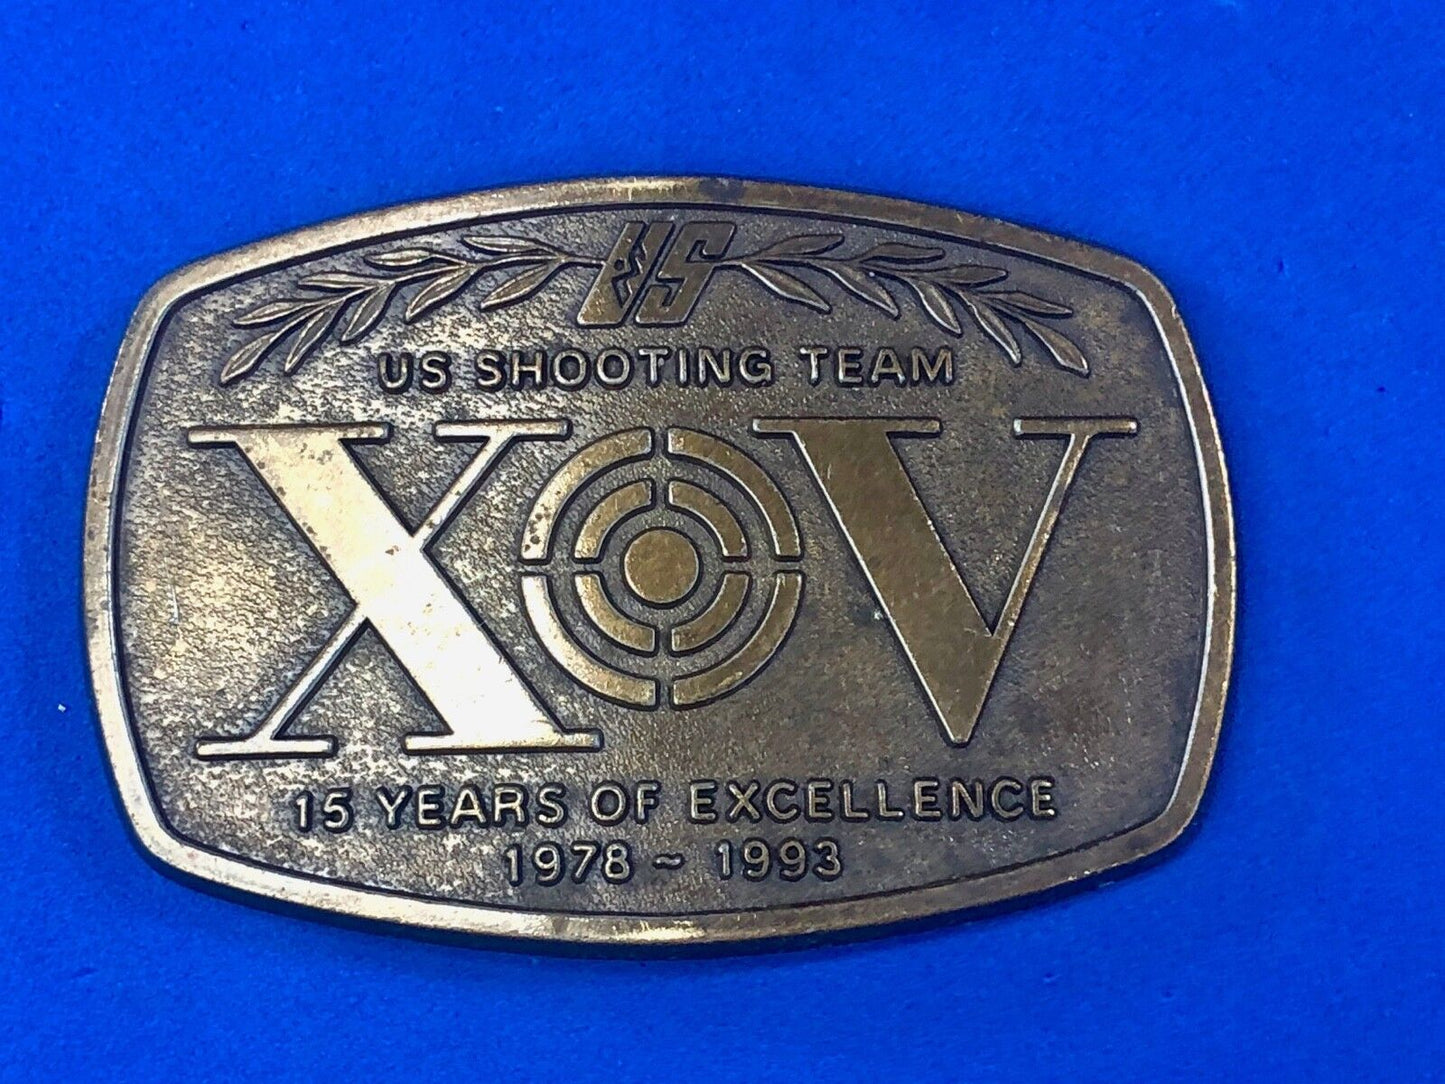 US
US SHOOTING TEAM
XV
15 YEARS OF EXCELLENCE
1978 ~ 1993